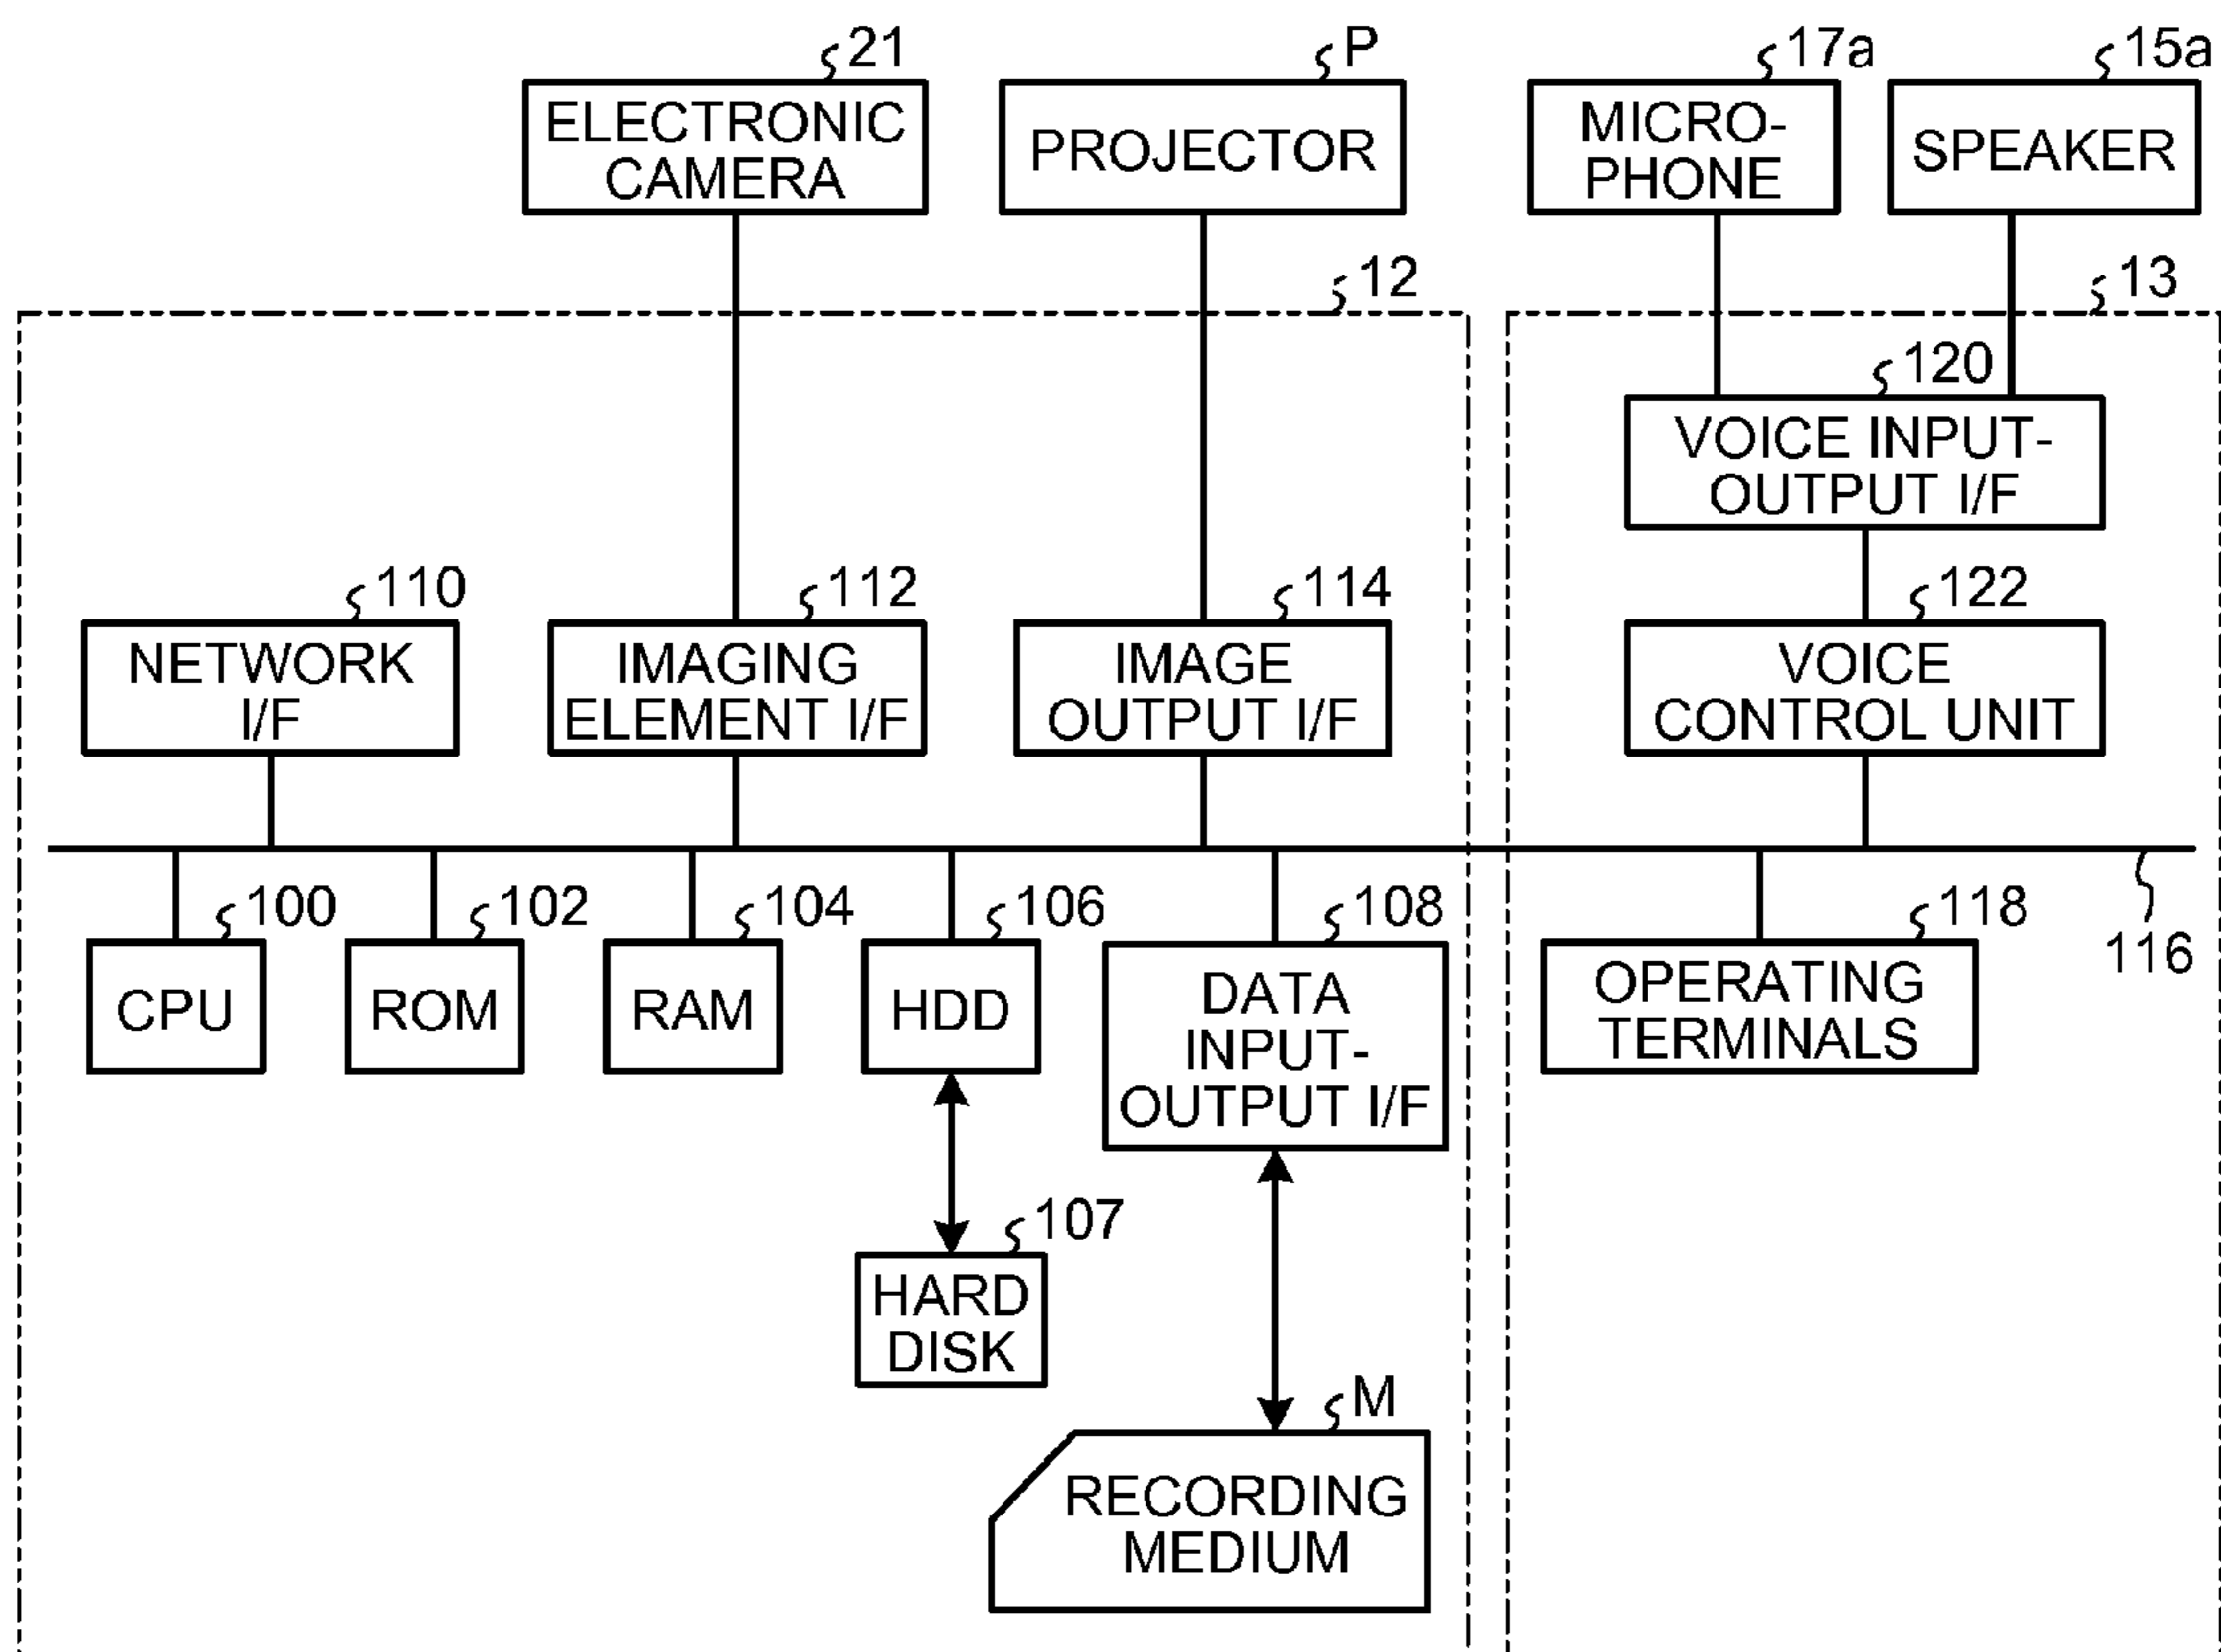 21
P
17a
15a
ELECTRONIC
CAMERA
PROJECTOR
MICRO-
PHONE
SPEAKER
12
13
120
VOICE INPUT-
OUTPUT I/F
110
112
114
122
NETWORK
I/F
IMAGING
ELEMENT I/F
IMAGE
OUTPUT I/F
VOICE
CONTROL UNIT
100
102
104
106
108
118
116
CPU
ROM
RAM
HDD
DATA
INPUT-
OUTPUT I/F
OPERATING
TERMINALS
107
HARD
DISK
M
RECORDING
MEDIUM